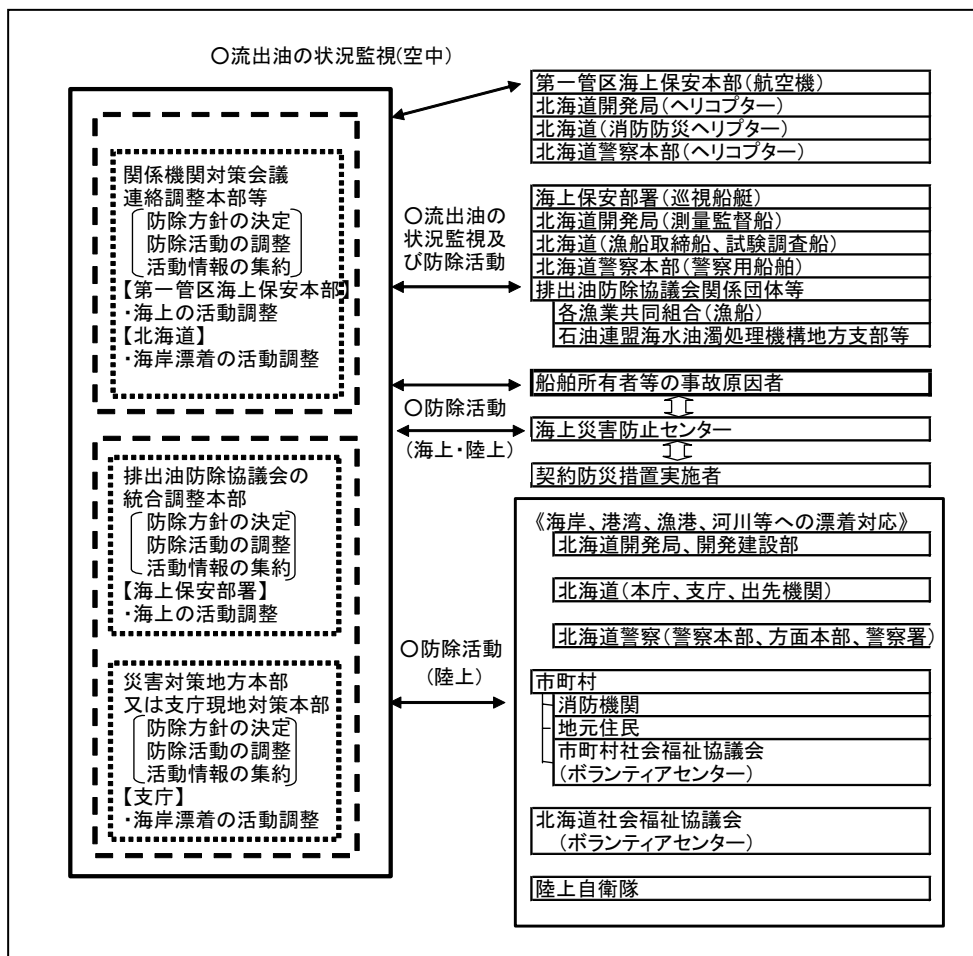 〇流出油の状況監視(空中)
関係機関対策会議
連絡調整本部等
防除方針の決定
防除活動の調整
活動情報の集約
【第一管区海上保安本部】
・海上の活動調整
【北海道】
・海岸漂着の活動調整
排出油防除協議会の
統合調整本部
防除方針の決定
防除活動の調整
活動情報の集約
【海上保安部署】
・海上の活動調整
災害対策地方本部
又は支庁現地対策本部
防除方針の決定
防除活動の調整
活動情報の集約
【支庁】
・海岸漂着の活動調整
〇流出油の
状況監視及
び防除活動
〇防除活動
(海上・陸上)
〇防除活動
(陸上)
第一管区海上保安本部(航空機)
北海道開発局(ヘリコプター)
北海道(消防防災ヘリプター)
北海道警察本部(ヘリコプター)
海上保安部署(巡視船艇)
北海道開発局(測量監督船)
北海道(漁船取締船、試験調査船)
北海道警察本部(警察用船舶)
排出油防除協議会関係団体等
各漁業共同組合(漁船)
石油連盟海水油濁処理機構地方支部等
船舶所有者等の事故原因者
海上災害防止センター
契約防災措置実施者
《海岸、港湾、漁港、河川等への漂着対応》
北海道開発局、開発建設部
北海道(本庁、支庁、出先機関)
北海道警察(警察本部、方面本部、警察署)
市町村
消防機関
地元住民
市町村社会福祉協議会
(ボランティアセンター)
北海道社会福祉協議会
(ボランティアセンター)
陸上自衛隊